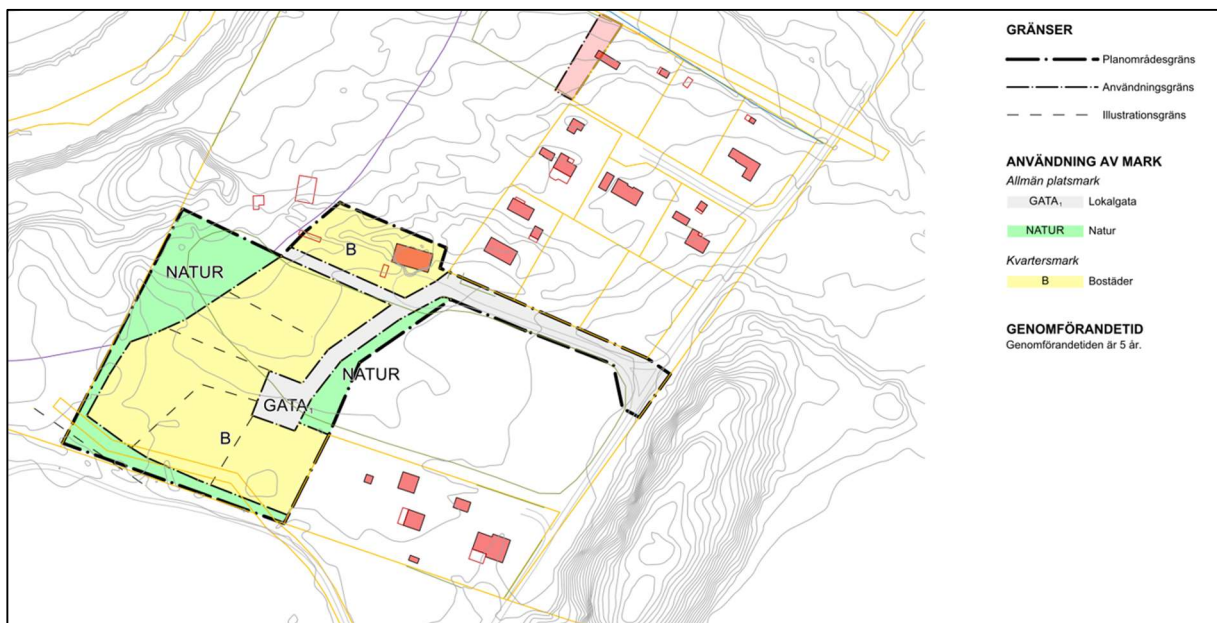 NATUR
B
NATUR
GATA₁
B
GRÄNSER
Planområdesgräns
Användningsgräns
Illustrationsgräns
ANVÄNDNING AV MARK
Allmän platsmark
GATA₁ Lokalgata
NATUR Natur
Kvartersmark
B Bostäder
GENOMFÖRANDETID
Genomförandetiden är 5 år.